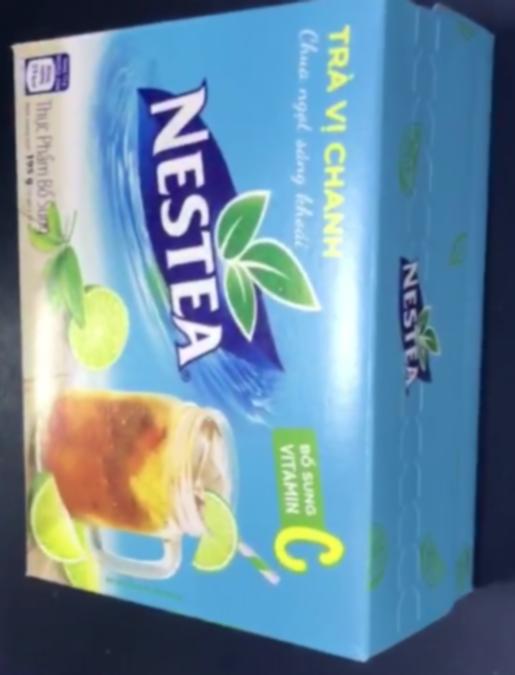 TRÀ VỊ CHANH
Chua ngọt sảng khoái
NESTEA
BỔ SUNG
VITAMIN
C
Thực Phẩm Bổ Sung
195 g
NESTEA